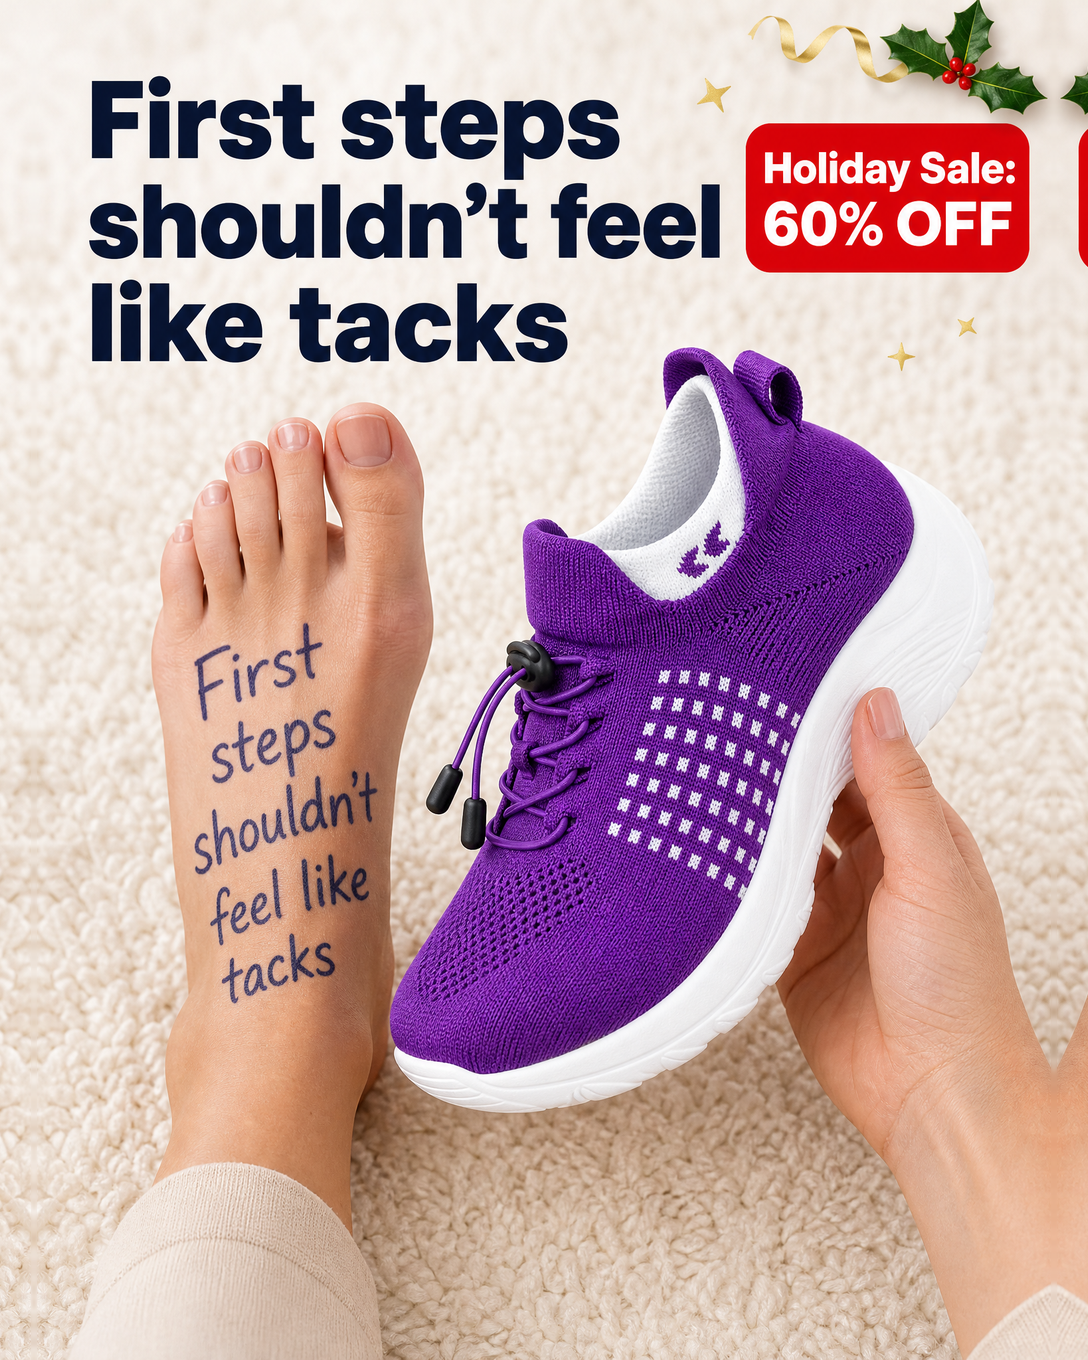 First steps
shouldn't feel
like tacks
Holiday Sale:
60% OFF
First
steps
shouldn't
feel like
tacks